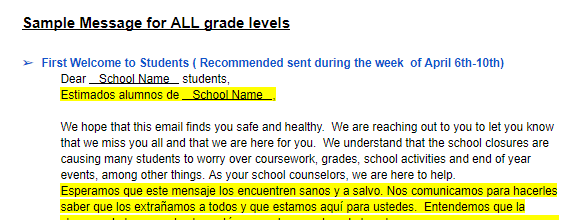 Sample Message for ALL grade levels
➢ First Welcome to Students ( Recommended sent during the week of April 6th-10th)
Dear __School Name__ students,
Estimados alumnos de __School Name__,
We hope that this email finds you safe and healthy. We are reaching out to you to let you know
that we miss you all and that we are here for you. We understand that the school closures are
causing many students to worry over coursework, grades, school activities and end of year
events, among other things. As your school counselors, we are here to help.
Esperamos que este mensaje los encuentren sanos y a salvo. Nos comunicamos para hacerles
saber que los extrañamos a todos y que estamos aquí para ustedes. Entendemos que la